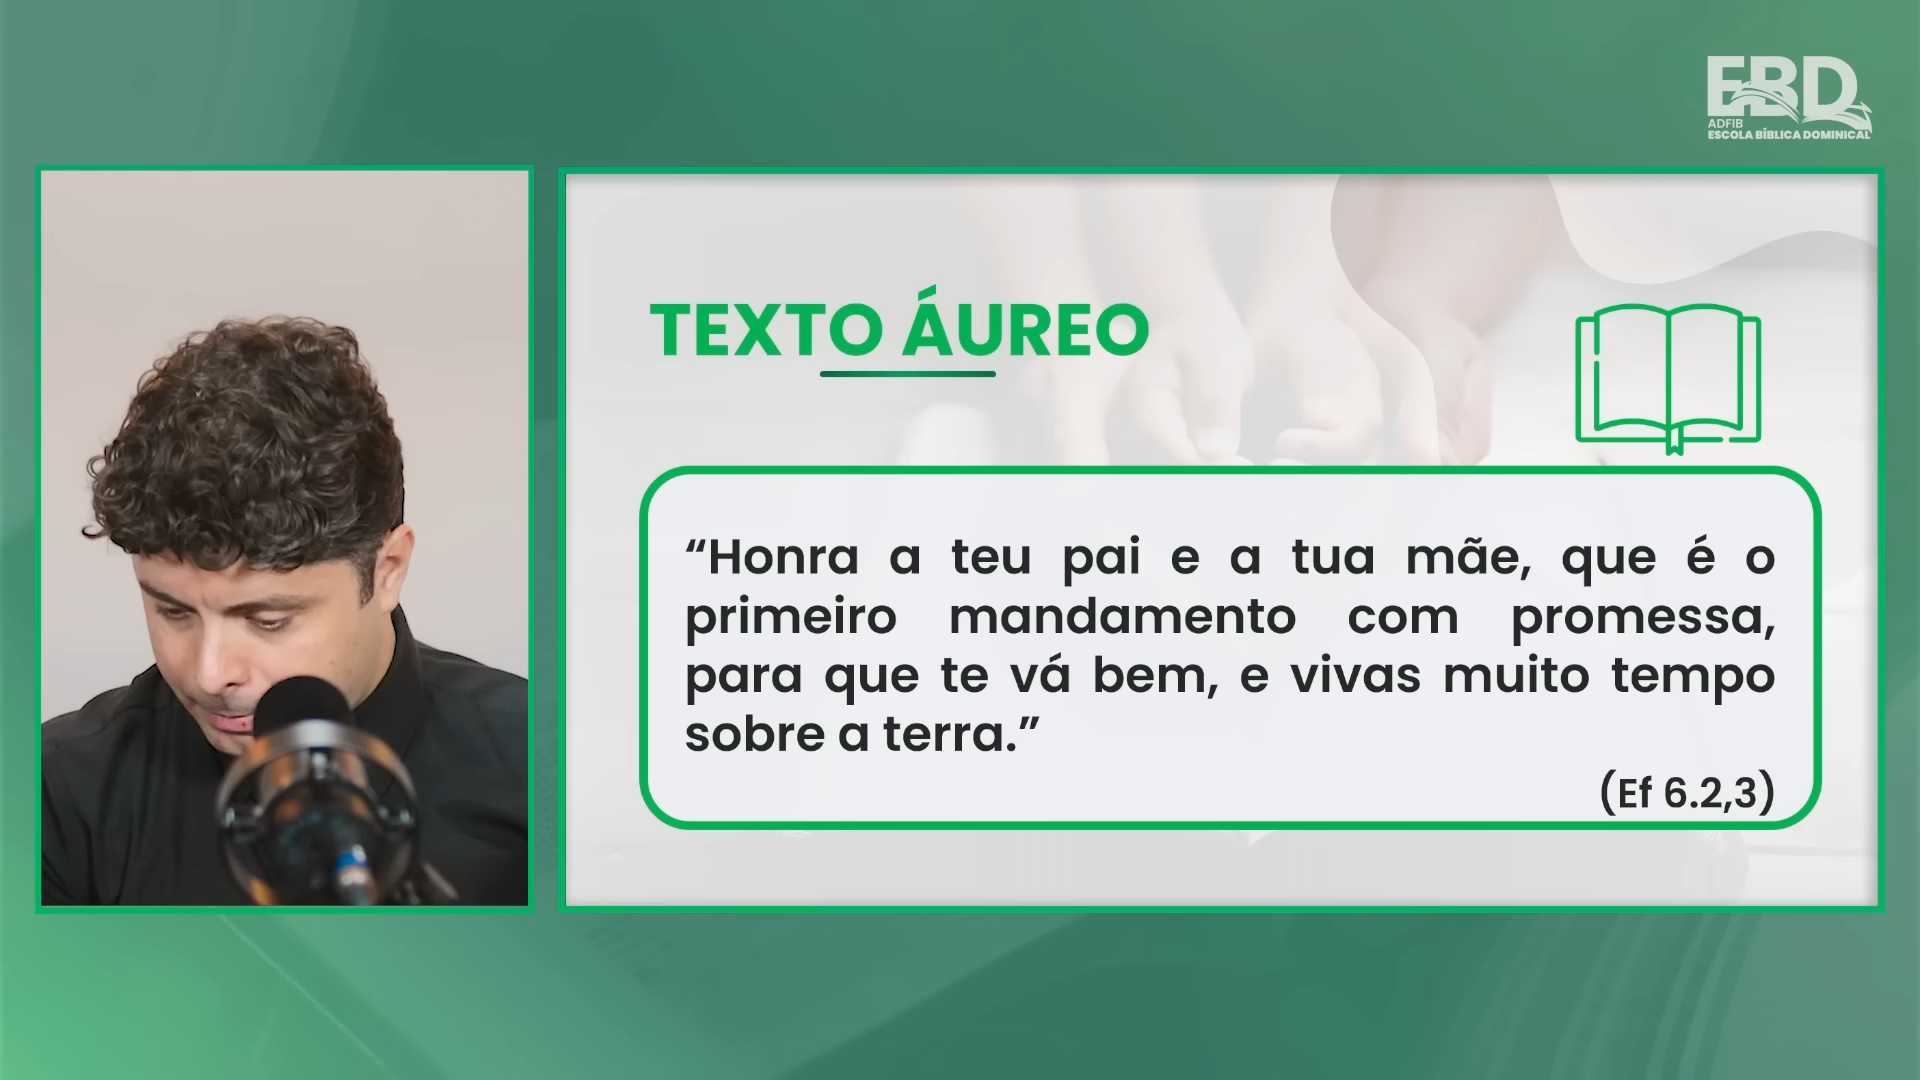 EBD
ADFIB
ESCOLA BÍBLICA DOMINICAL
TEXTO ÁUREO
“Honra a teu pai e a tua mãe, que é o
primeiro mandamento com promessa,
para que te vá bem, e vivas muito tempo
sobre a terra.”
(Ef 6.2,3)